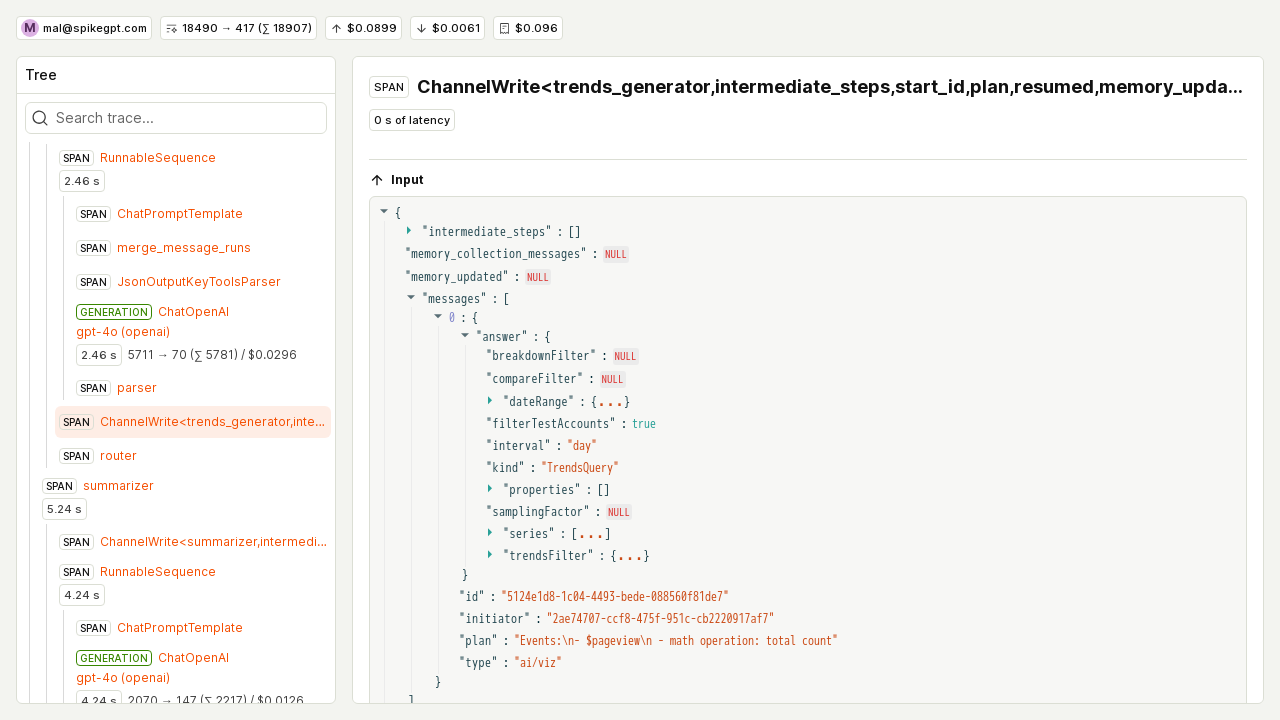 M mal@spikegpt.com 18490 → 417 (∑ 18907) $0.0899 $0.0061 $0.096
Tree
Search trace...
SPAN RunnableSequence
2.46 s
SPAN ChatPromptTemplate
SPAN merge_message_runs
SPAN JsonOutputKeyToolsParser
GENERATION ChatOpenAI
gpt-4o (openai)
2.46 s 5711 → 70 (∑ 5781) / $0.0296
SPAN parser
SPAN ChannelWrite<trends_generator,inte...
SPAN router
SPAN summarizer
5.24 s
SPAN ChannelWrite<summarizer,intermedi...
SPAN RunnableSequence
4.24 s
SPAN ChatPromptTemplate
GENERATION ChatOpenAI
gpt-4o (openai)
4.24 s 2070 → 147 (∑ 2217) / $0.0126
SPAN ChannelWrite<trends_generator,intermediate_steps,start_id,plan,resumed,memory_upda...
0 s of latency
Input
{
"intermediate_steps" : []
"memory_collection_messages" : NULL
"memory_updated" : NULL
"messages" : [
0 : {
"answer" : {
"breakdownFilter" : NULL
"compareFilter" : NULL
"dateRange" : {...}
"filterTestAccounts" : true
"interval" : "day"
"kind" : "TrendsQuery"
"properties" : []
"samplingFactor" : NULL
"series" : [...]
"trendsFilter" : {...}
}
"id" : "5124e1d8-1c04-4493-bede-088560f81de7"
"initiator" : "2ae74707-ccf8-475f-951c-cb2220917af7"
"plan" : "Events:\n- $pageview\n - math operation: total count"
"type" : "ai/viz"
}
]